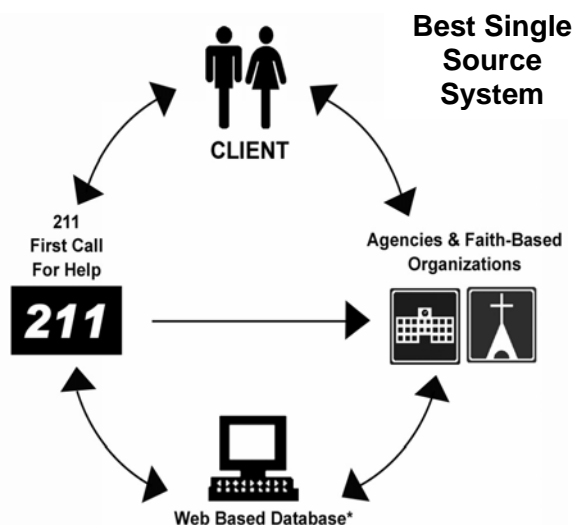 Best Single
Source
System
CLIENT
211
First Call
For Help
211
Agencies & Faith-Based
Organizations
Web Based Database*